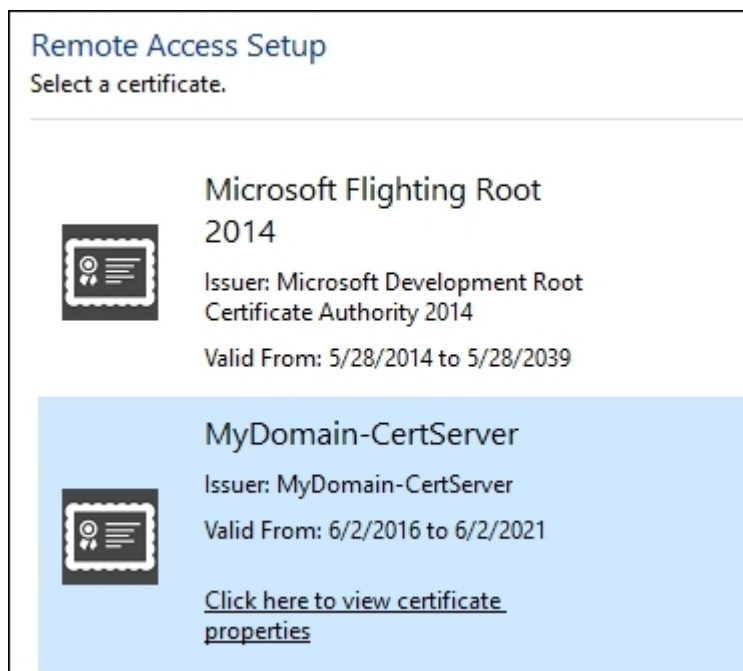 Remote Access Setup
Select a certificate.
Microsoft Flighting Root
2014
Issuer: Microsoft Development Root
Certificate Authority 2014
Valid From: 5/28/2014 to 5/28/2039
MyDomain-CertServer
Issuer: MyDomain-CertServer
Valid From: 6/2/2016 to 6/2/2021
Click here to view certificate
properties